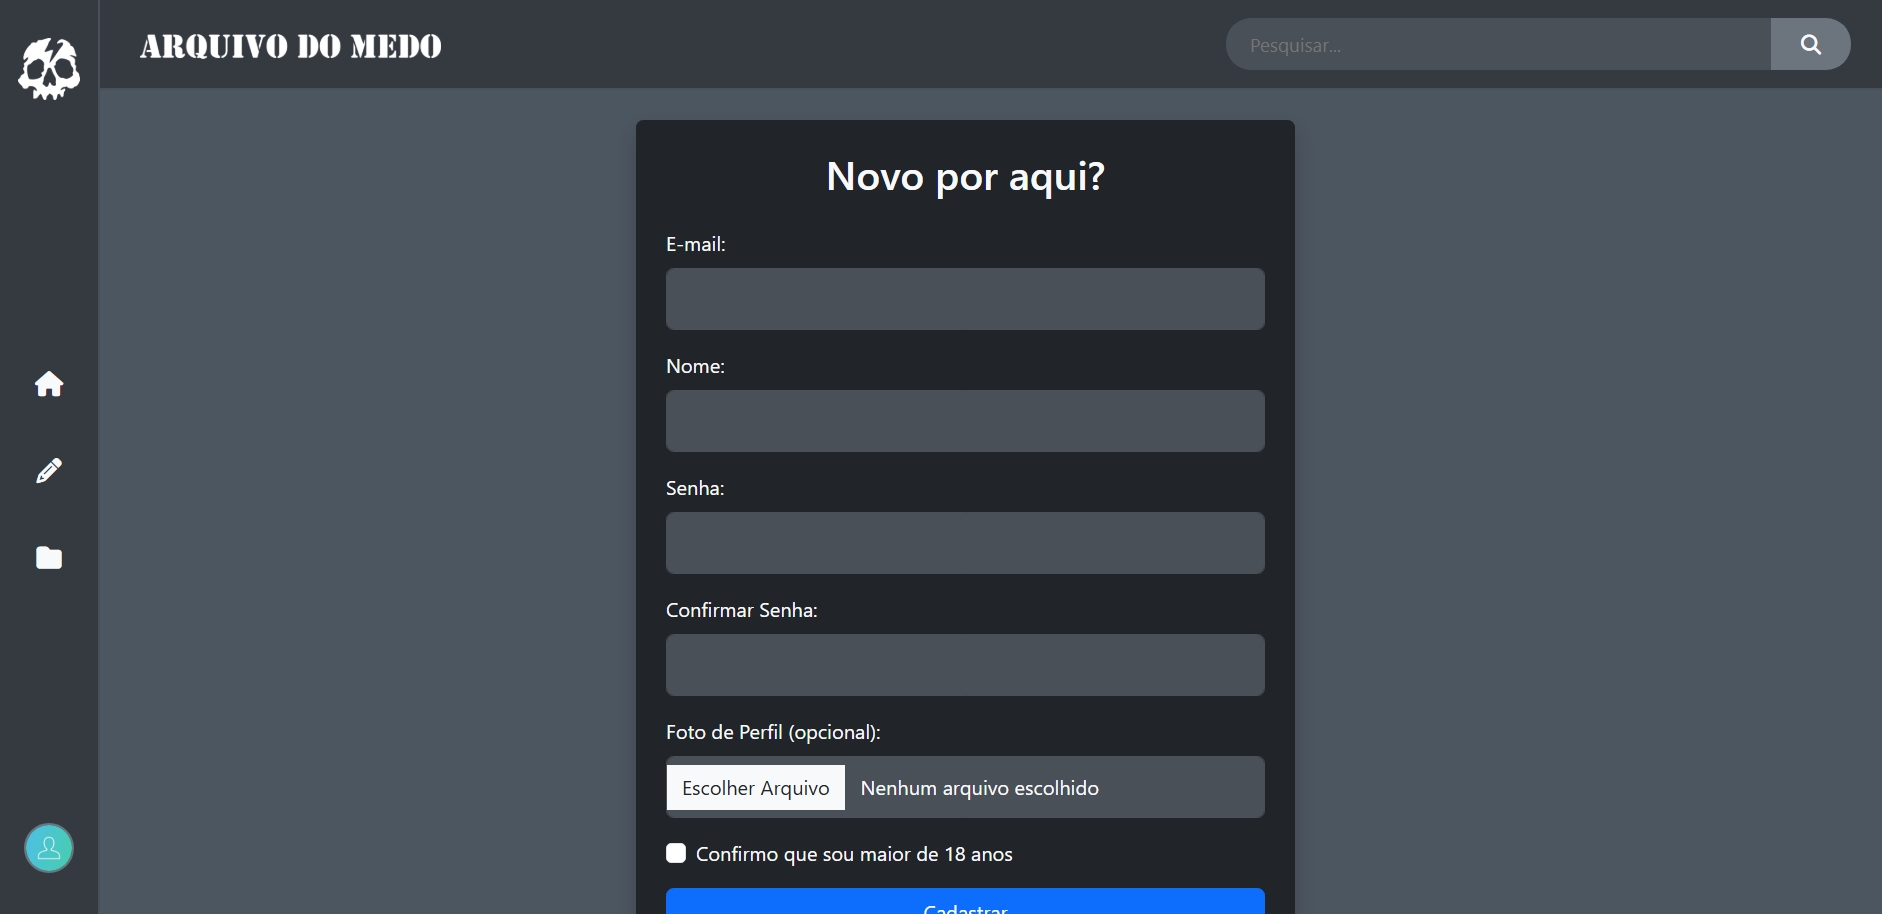 ARQUIVO DO MEDO
Pesquisar...
Novo por aqui?
E-mail:
Nome:
Senha:
Confirmar Senha:
Foto de Perfil (opcional):
Escolher Arquivo Nenhum arquivo escolhido
Confirmo que sou maior de 18 anos
Cadastrar